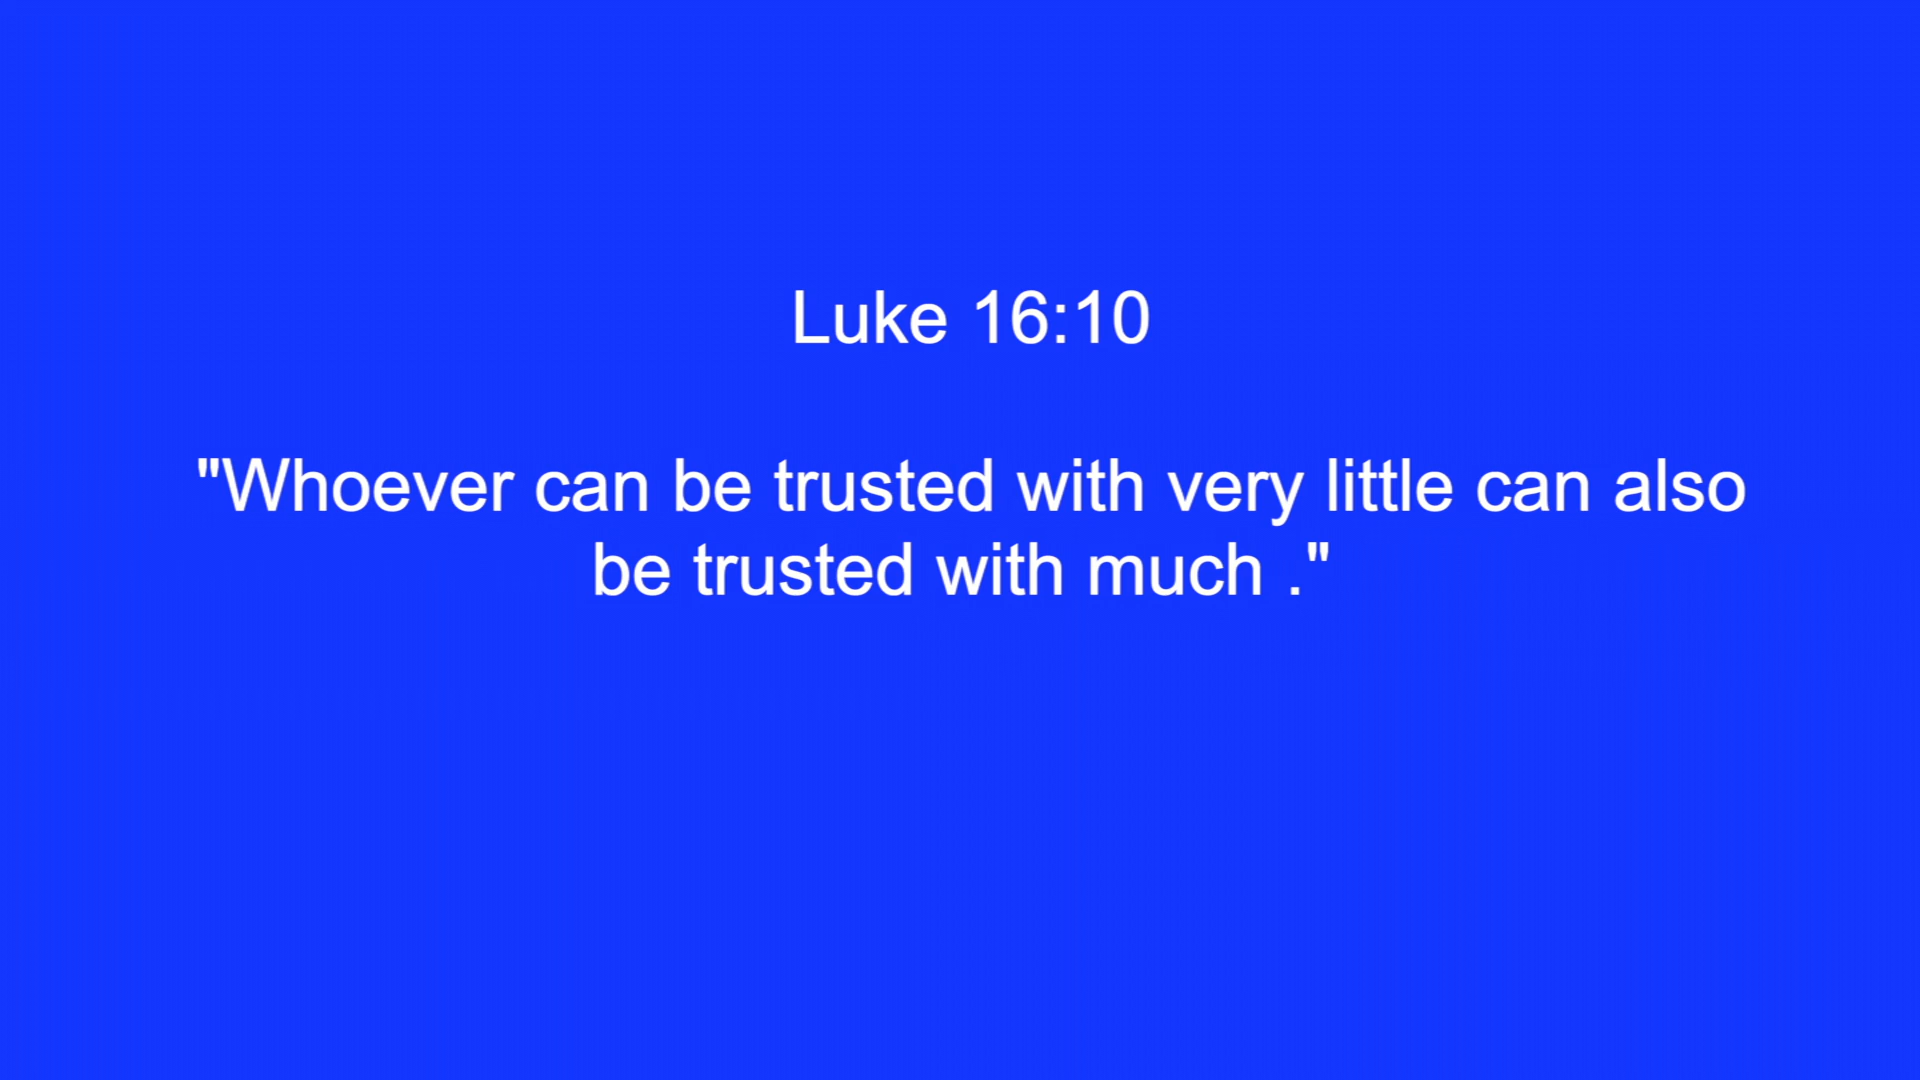 Luke 16:10
"Whoever can be trusted with very little can also
be trusted with much ."